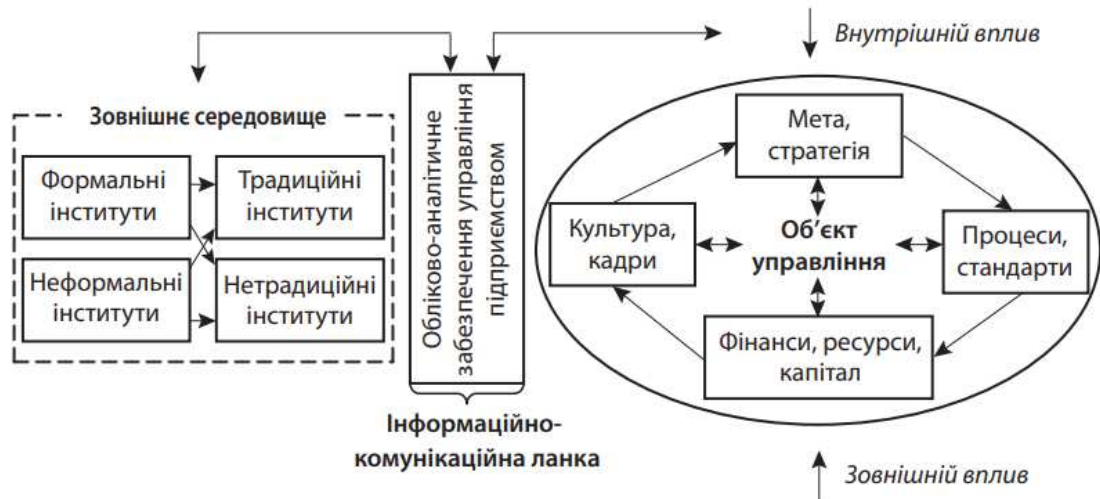 Внутрішній вплив
Зовнішнє середовище
Формальні
інститути
Традиційні
інститути
Неформальні
інститути
Нетрадиційні
інститути
Обліково-аналітичне
забезпечення управління
підприємством
Інформаційно-
комунікаційна ланка
Мета,
стратегія
Культура,
кадри
Об’єкт
управління
Процеси,
стандарти
Фінанси, ресурси,
капітал
Зовнішній вплив